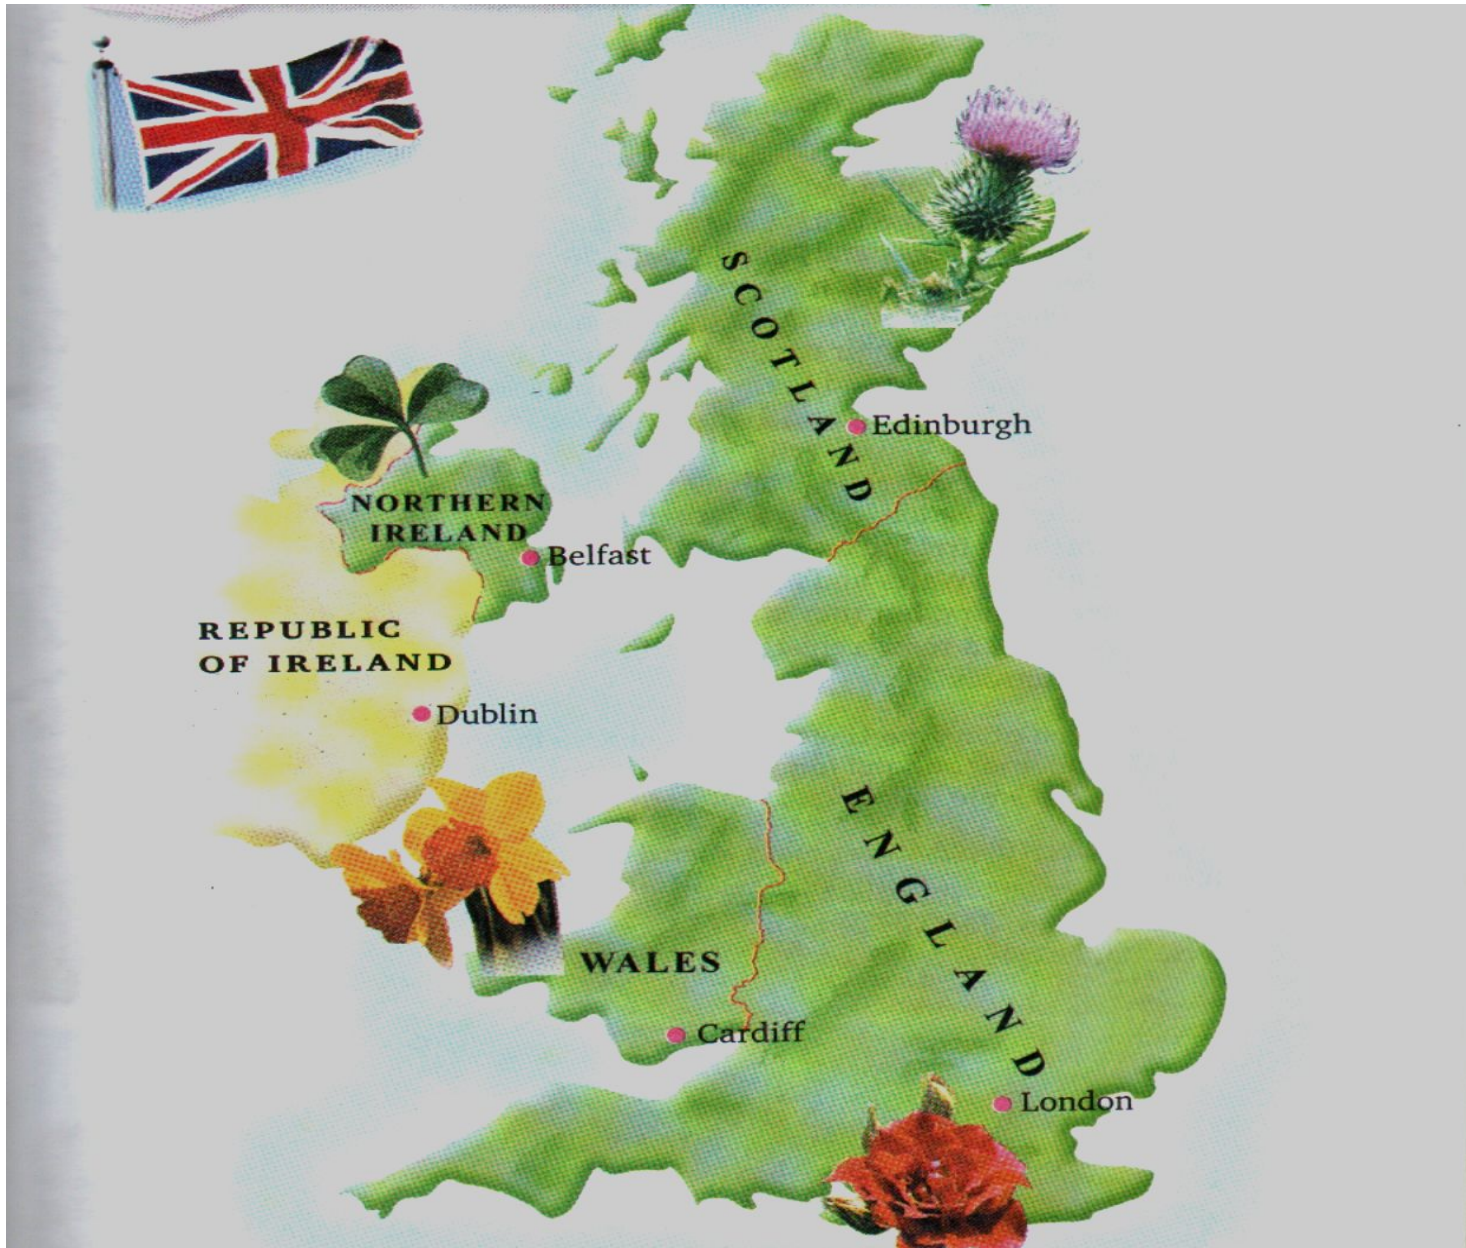 SCOTLAND
Edinburgh
NORTHERN
IRELAND
Belfast
REPUBLIC
OF IRELAND
Dublin
ENGLAND
WALES
Cardiff
London